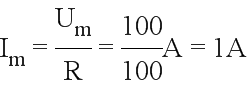 I_m = U_m/R = 100/100 A = 1A